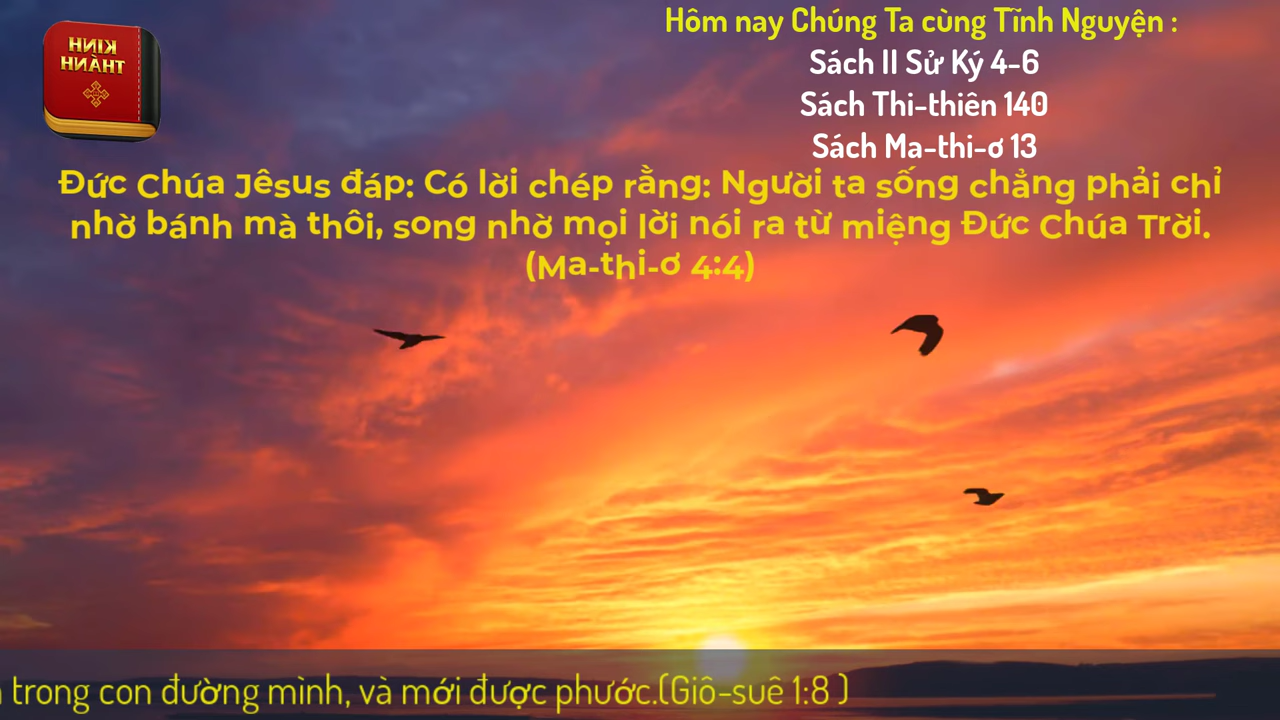 KINH
THÁNH
Hôm nay Chúng Ta cùng Tĩnh Nguyện :
Sách II Sử Ký 4-6
Sách Thi-thiên 140
Sách Ma-thi-ơ 13
Đức Chúa Jêsus đáp: Có lời chép rằng: Người ta sống chẳng phải chỉ
nhờ bánh mà thôi, song nhờ mọi lời nói ra từ miệng Đức Chúa Trời.
(Ma-thi-ơ 4:4)
trong con đường mình, và mới được phước.(Giô-suê 1:8 )